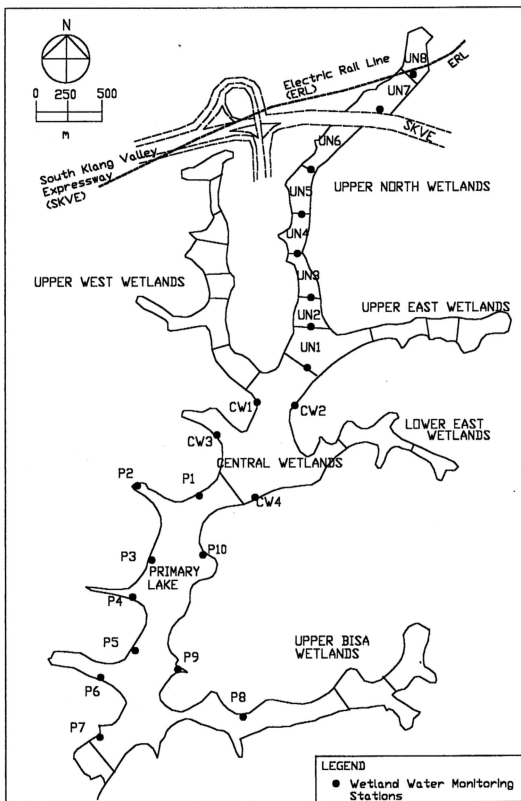 N
0 250 500
M
Electric Rail Line
(ERL)
ERL
South Klang Valley
Expressway
(SKVE)
SKVE
UN8
UN7
UN6
UN5
UPPER NORTH WETLANDS
UN4
UN3
UPPER WEST WETLANDS
UPPER EAST WETLANDS
UN2
UN1
CW1
CW2
CW3
LOWER EAST
WETLANDS
CENTRAL WETLANDS
CW4
P2
P1
P10
P3
PRIMARY
LAKE
P4
P5
P9
UPPER BISA
WETLANDS
P6
P8
P7
LEGEND
Wetland Water Monitoring
Stations